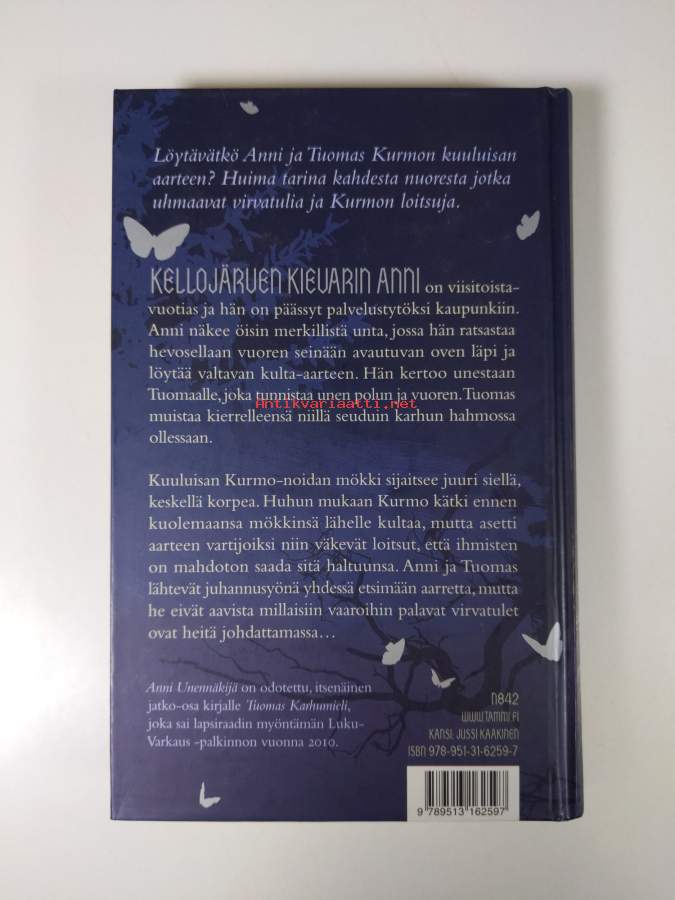 Löytävätkö Anni ja Tuomas Kurmon kuuluisan
aarteen? Huima tarina kahdesta nuoresta jotka
uhmaavat virvatulia ja Kurmon loitsuja.
KELLOJÄRVEN KIEVARIN ANNI on viisitoista-
vuotias ja hän on päässyt palvelustytöksi kaupunkiin.
Anni näkee öisin merkillistä unta, jossa hän ratsastaa
hevosellaan vuoren seinään avautuvan oven läpi ja
löytää valtavan kulta-aarteen. Hän kertoo unestaan
Tuomaalle, joka tunnistaa unen polun ja vuoren. Tuomas
Antikvariaatti.net
muistaa kierrelleensä niillä seuduin karhun hahmossa
ollessaan.
Kuuluisan Kurmo-noidan mökki sijaitsee juuri siellä,
keskellä korpea. Huhun mukaan Kurmo kätki ennen
kuolemaansa mökkinsä lähelle kultaa, mutta asetti
aarteen vartijoiksi niin väkevät loitsut, että ihmisten
on mahdoton saada sitä haltuunsa. Anni ja Tuomas
lähtevät juhannusyönä yhdessä etsimään aarretta, mutta
he eivät aavista millaisiin vaaroihin palavat virvatulet
ovat heitä johdattamassa…
Anni Unennäkijä on odotettu, itsenäinen
jatko-osa kirjalle Tuomas Karhumieli,
joka sai lapsiraadin myöntämän Luku-
Varkaus -palkinnon vuonna 2010.
N842
WWW.TAMMI.FI
KANSI: JUSSI KAAKINEN
ISBN 978-951-31-6259-7
9 789513 162597